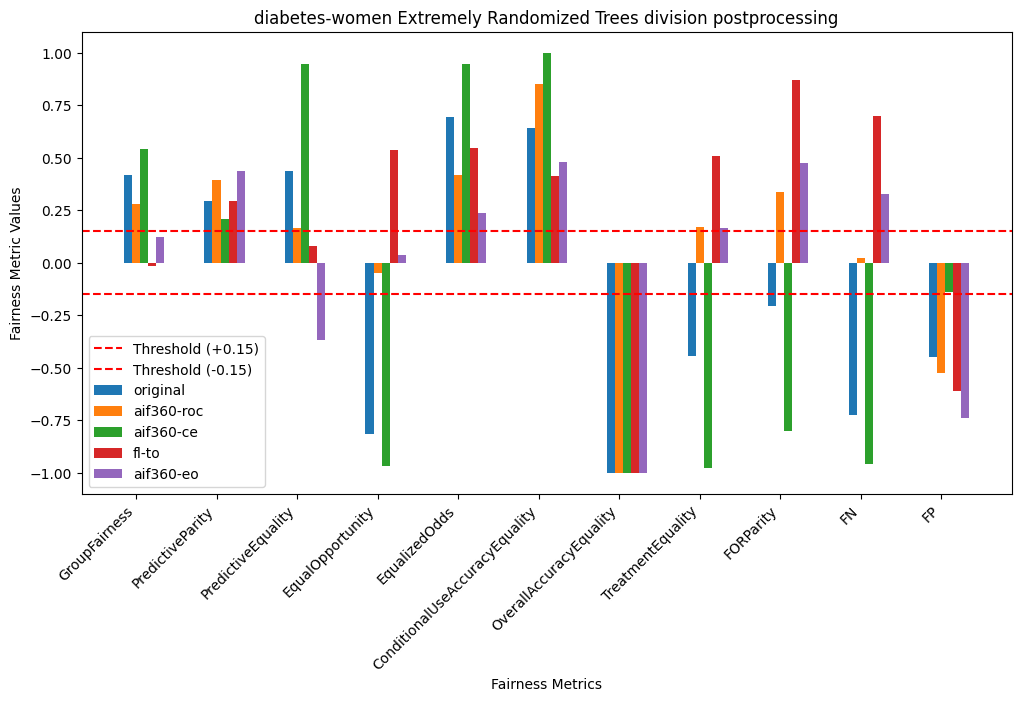 diabetes-women Extremely Randomized Trees division postprocessing
Fairness Metric Values
1.00
0.75
0.50
0.25
0.00
−0.25
−0.50
−0.75
−1.00
Threshold (+0.15)
Threshold (-0.15)
original
aif360-roc
aif360-ce
fl-to
aif360-eo
GroupFairness
PredictiveParity
PredictiveEquality
EqualOpportunity
EqualizedOdds
ConditionalUseAccuracyEquality
OverallAccuracyEquality
TreatmentEquality
FORParity
FN
FP
Fairness Metrics